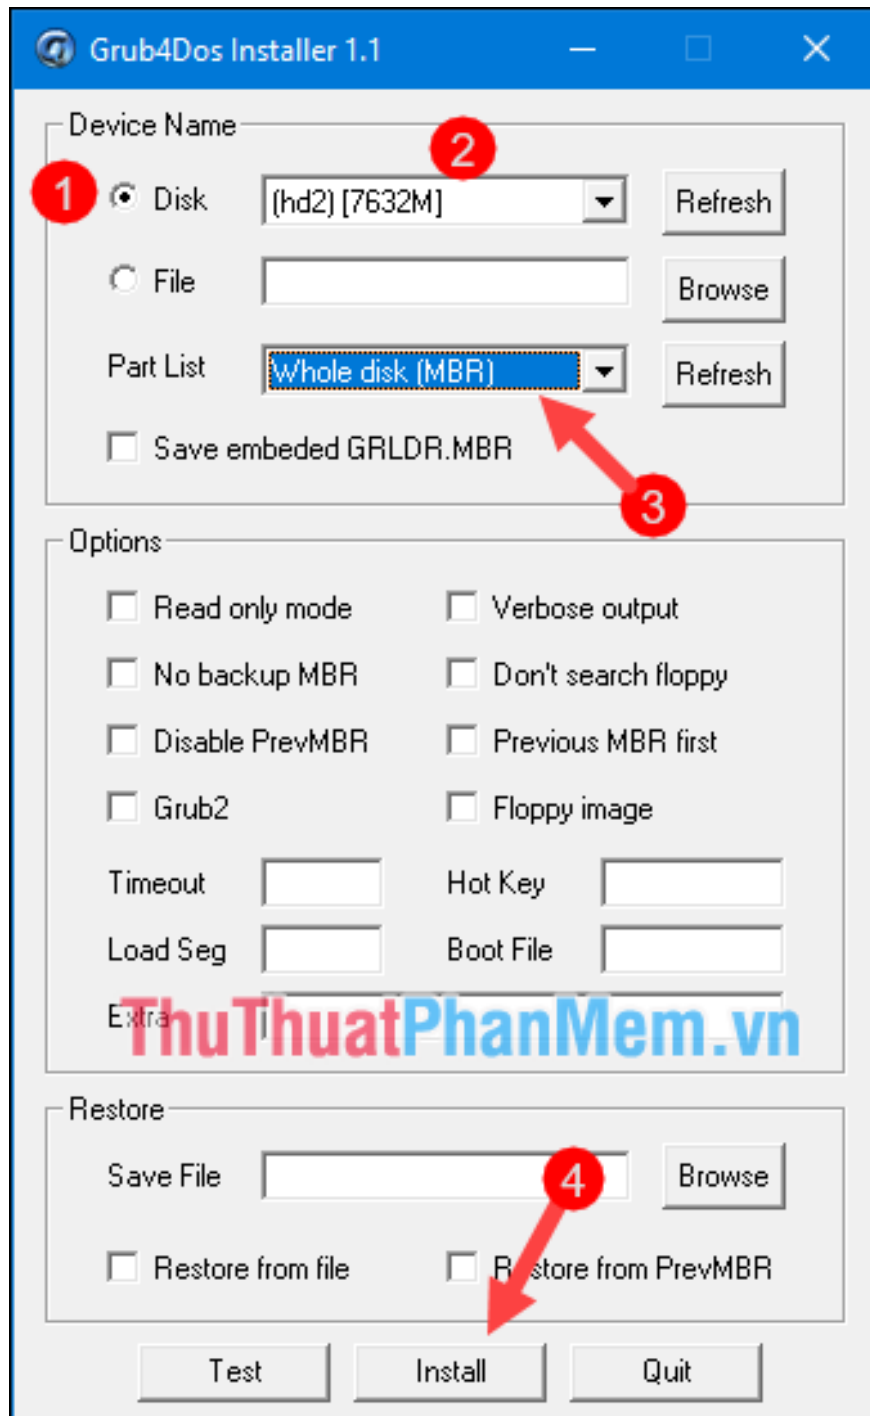 Grub4Dos Installer 1.1
Device Name
1 Disk (hd2) [7632M] 2 Refresh
File Browse
Part List Whole disk (MBR) Refresh
Save embeded GRLDR.MBR
3
Options
Read only mode Verbose output
No backup MBR Don't search floppy
Disable PrevMBR Previous MBR first
Grub2 Floppy image
Timeout Hot Key
Load Seg Boot File
Extra
ThuThuatPhanMem.vn
Restore
Save File 4 Browse
Restore from file Restore from PrevMBR
Test Install Quit